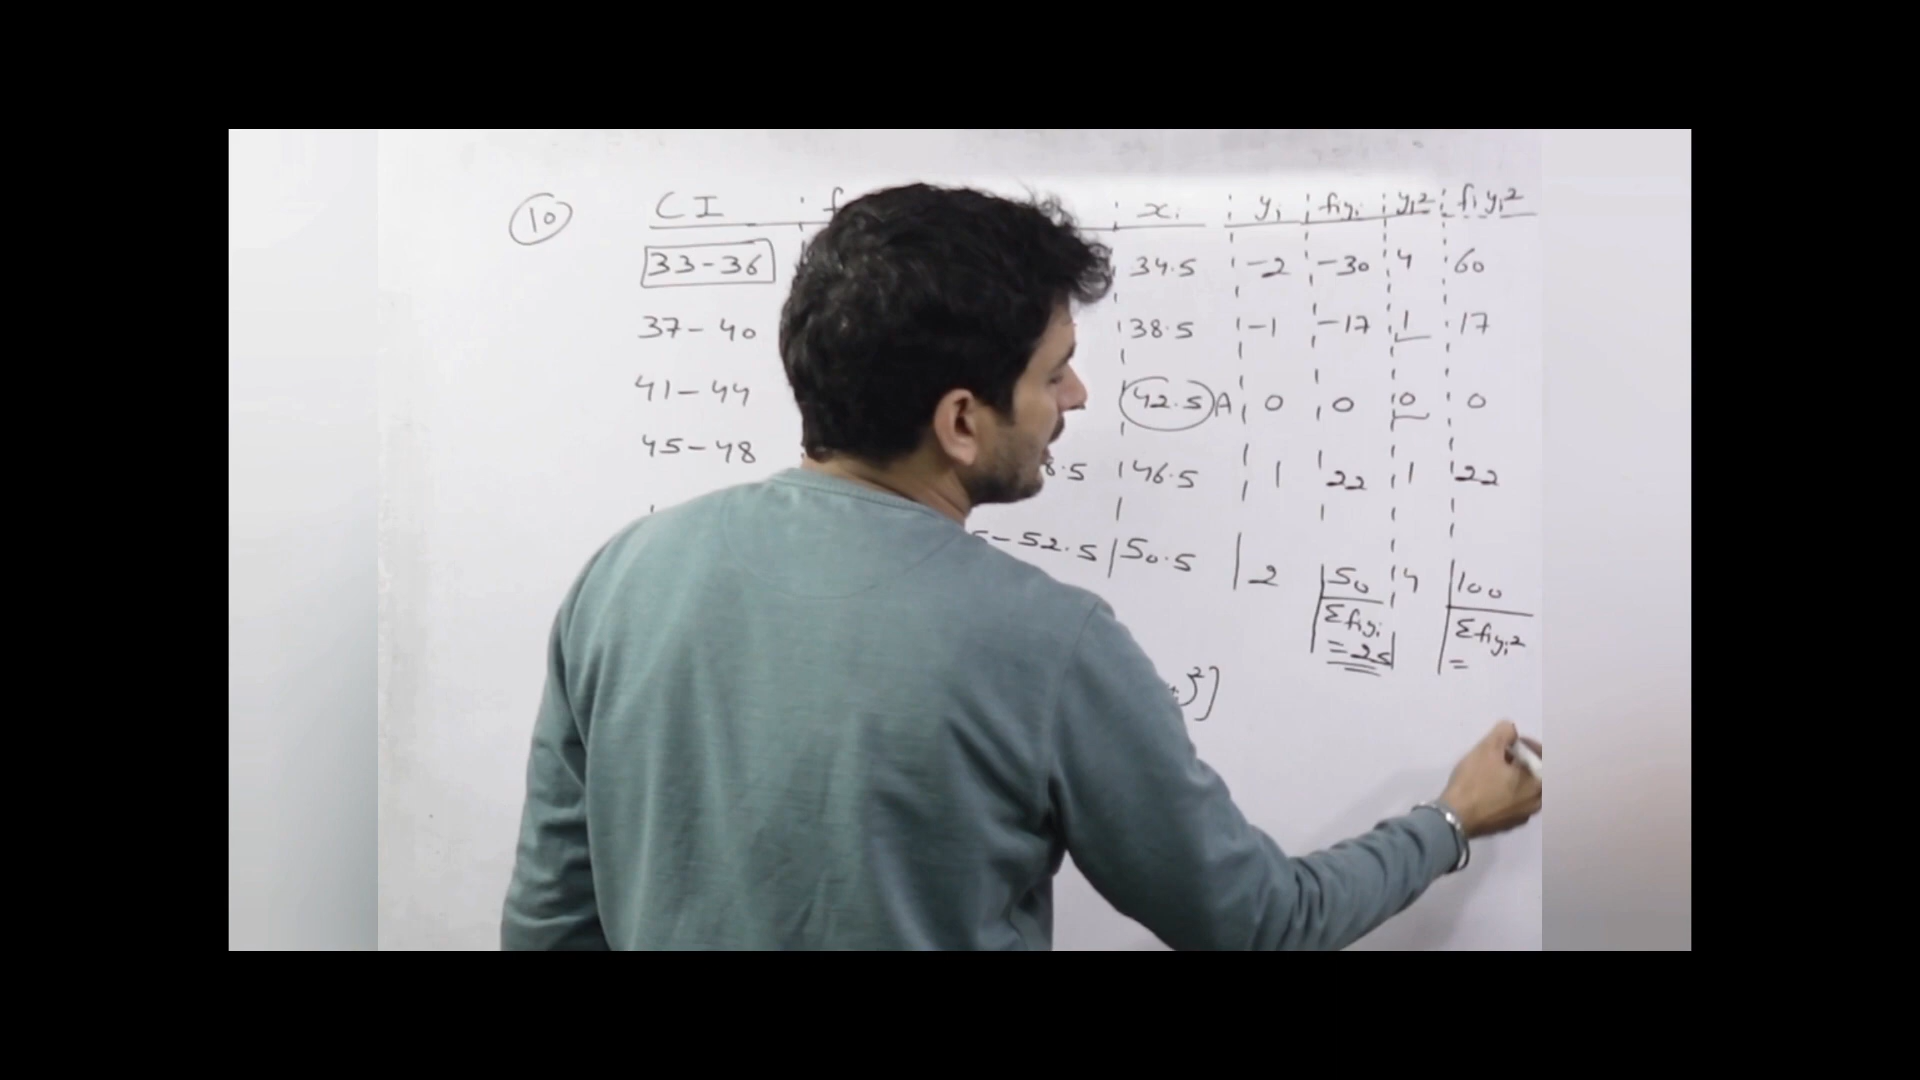 10 CI f xi yi fiyi yi² fiyi²
33-36 34.5 -2 -30 4 60
37-40 38.5 -1 -17 1 17
41-44 42.5 A 0 0 0 0
45-48 8.5 46.5 1 22 1 22
5-52.5 50.5 2 50 4 100
Σfiyi Σfiyi²
=25 =
)²]